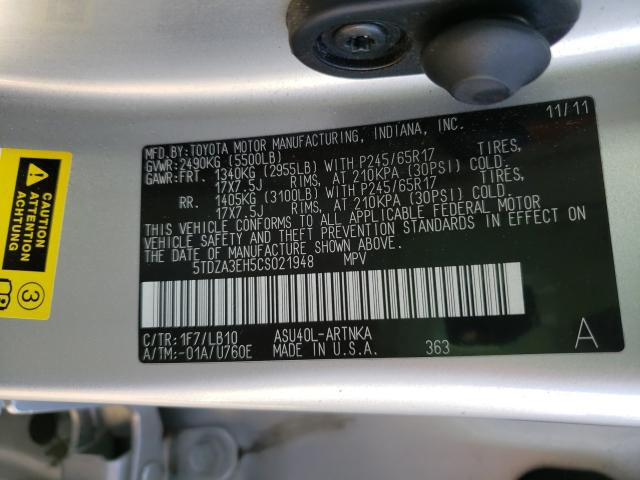 11/11
MFD.BY:TOYOTA MOTOR MANUFACTURING, INDIANA, INC.
GVWR:2490KG (5500LB)
GAWR:FRT. 1340KG (2955LB) WITH P245/65R17 TIRES,
17X7.5J RIMS, AT 210KPA (30PSI) COLD.
RR. 1405KG (3100LB) WITH P245/65R17 TIRES,
17X7.5J RIMS, AT 210KPA (30PSI) COLD.
THIS VEHICLE CONFORMS TO ALL APPLICABLE FEDERAL MOTOR
VEHICLE SAFETY AND THEFT PREVENTION STANDARDS IN EFFECT ON
THE DATE OF MANUFACTURE SHOWN ABOVE.
5TDZA3EH5CS021948 MPV
C/TR:1F7/LB10 ASU40L-ARTNKA
A/TM:-01A/U760E MADE IN U.S.A. 363
A
CAUTION
ATTENTION
ACHTUNG
3